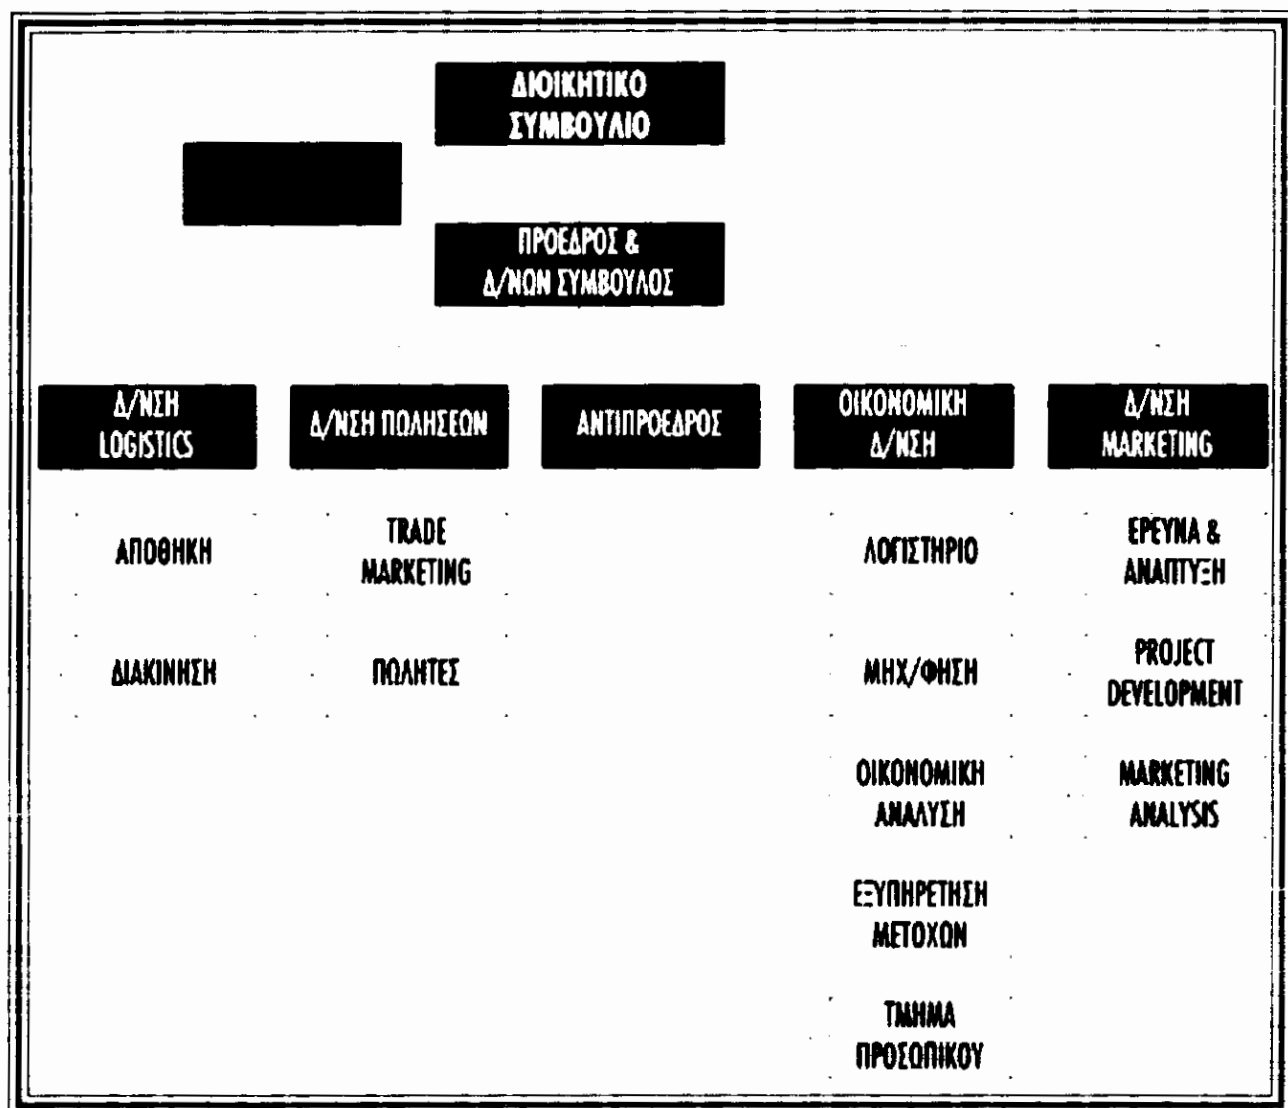 ΔΙΟΙΚΗΤΙΚΟ
ΣΥΜΒΟΥΛΙΟ
ΠΡΟΕΔΡΟΣ &
Δ/ΝΩΝ ΣΥΜΒΟΥΛΟΣ
Δ/ΝΣΗ
LOGISTICS
Δ/ΝΣΗ ΠΩΛΗΣΕΩΝ
ΑΝΤΙΠΡΟΕΔΡΟΣ
ΟΙΚΟΝΟΜΙΚΗ
Δ/ΝΣΗ
Δ/ΝΣΗ
MARKETING
ΑΠΟΘΗΚΗ
ΔΙΑΚΙΝΗΣΗ
TRADE
MARKETING
ΠΩΛΗΤΕΣ
ΛΟΓΙΣΤΗΡΙΟ
ΜΗΧ/ΦΗΣΗ
ΟΙΚΟΝΟΜΙΚΗ
ΑΝΑΛΥΣΗ
ΕΞΥΠΗΡΕΤΗΣΗ
ΜΕΤΟΧΩΝ
ΤΜΗΜΑ
ΠΡΟΣΩΠΙΚΟΥ
ΕΡΕΥΝΑ &
ΑΝΑΠΤΥΞΗ
PROJECT
DEVELOPMENT
MARKETING
ANALYSIS